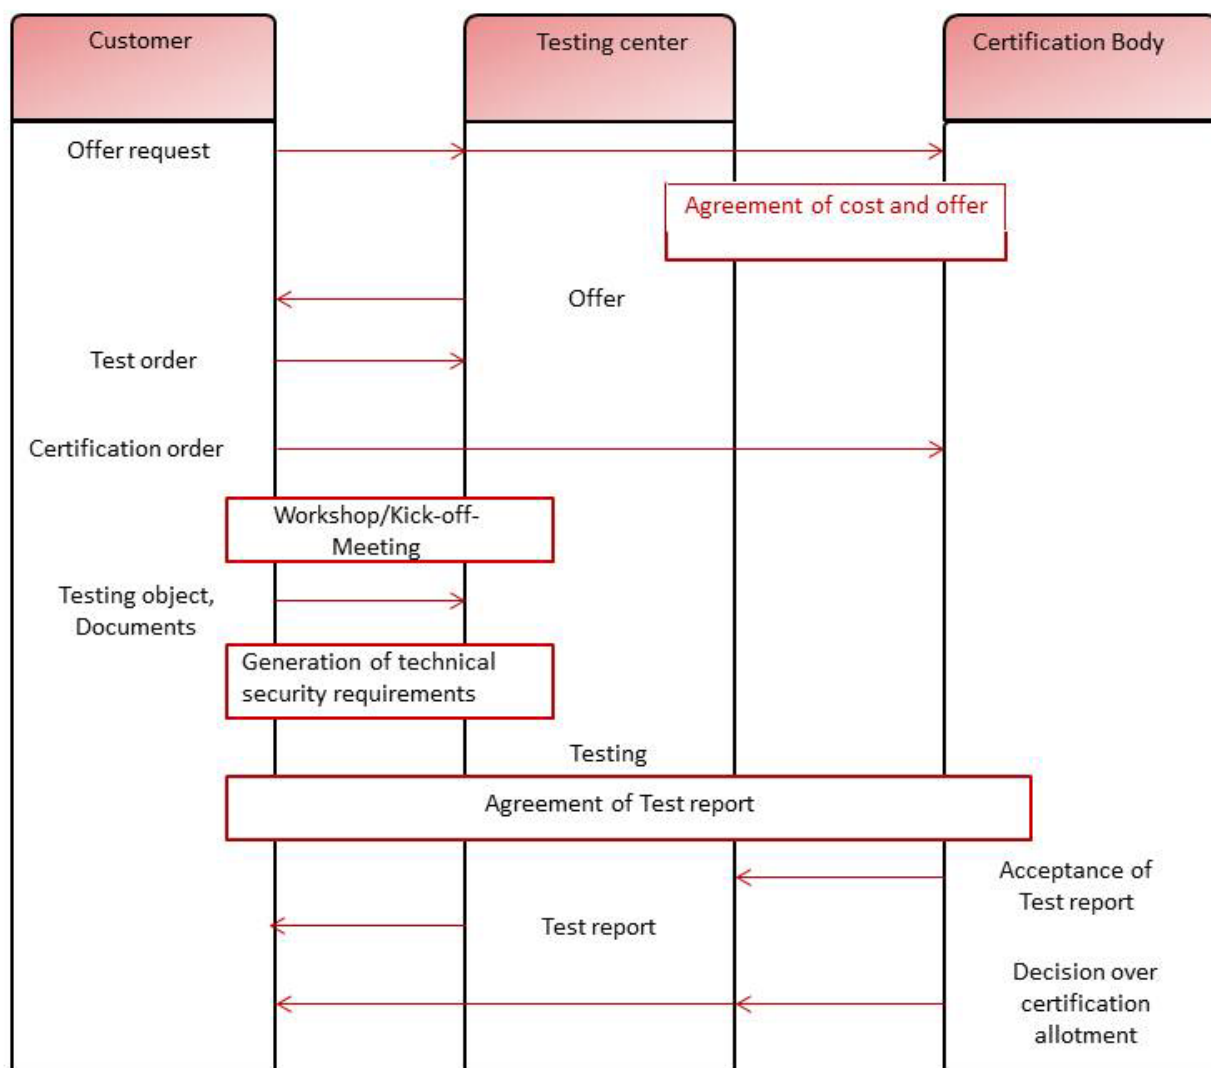 Customer
Testing center
Certification Body
Offer request
Agreement of cost and offer
Offer
Test order
Certification order
Workshop/Kick-off-
Meeting
Testing object,
Documents
Generation of technical
security requirements
Testing
Agreement of Test report
Acceptance of
Test report
Test report
Decision over
certification
allotment